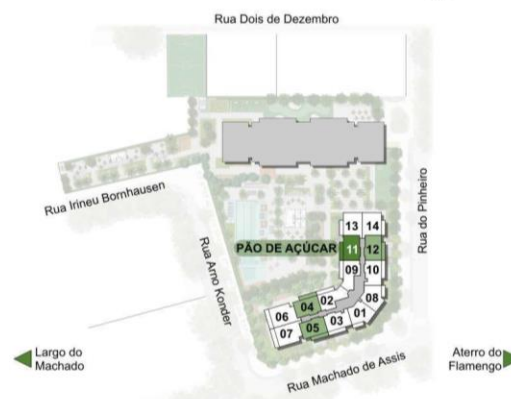 Rua Dois de Dezembro
Rua Irineu Bornhausen
Rua do Pinheiro
Rua Arno Konder
PÃO DE AÇÚCAR
13 14
11 12
09 10
08
04 02
06
07 05 03 01
Largo do
Machado
Rua Machado de Assis
Aterro do
Flamengo